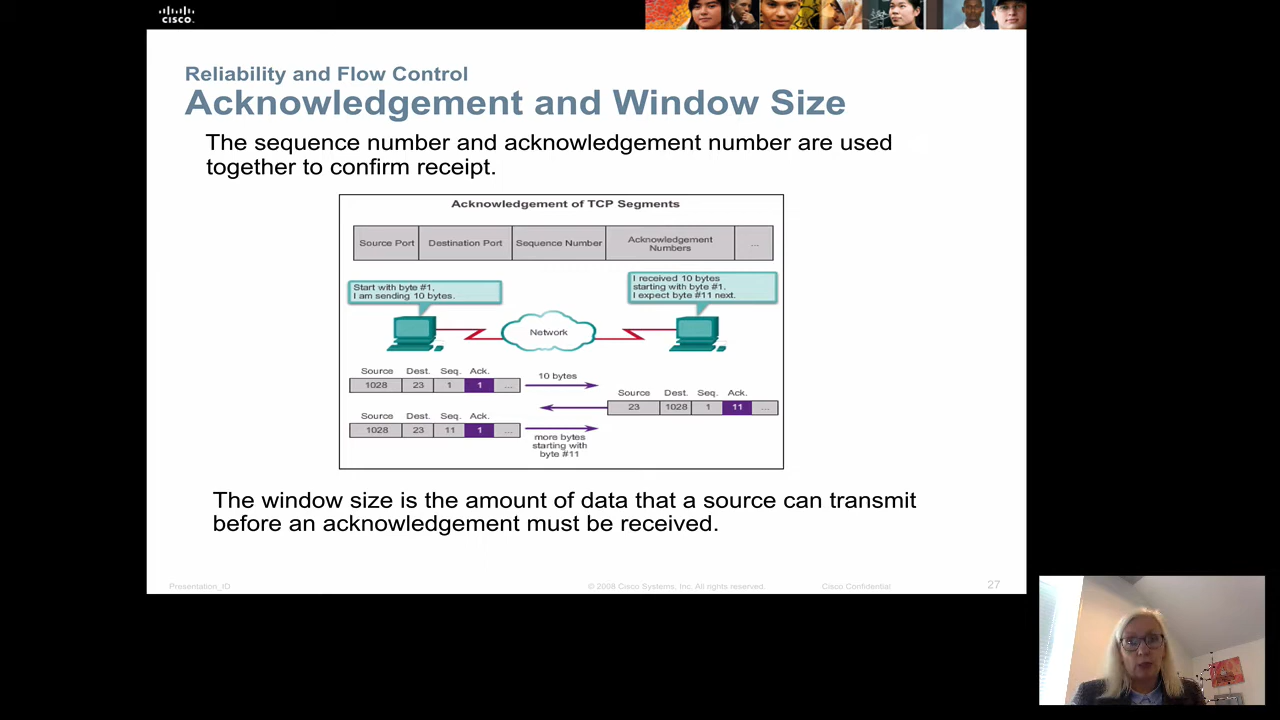 CISCO
Reliability and Flow Control
Acknowledgement and Window Size
The sequence number and acknowledgement number are used
together to confirm receipt.
Acknowledgement of TCP Segments
Source Port Destination Port Sequence Number Acknowledgement Numbers ...
Start with byte #1,
I am sending 10 bytes.
I received 10 bytes
starting with byte #1.
I expect byte #11 next.
Network
Source Dest. Seq. Ack.
1028 23 1 1 ...
10 bytes
Source Dest. Seq. Ack.
23 1028 1 11 ...
Source Dest. Seq. Ack.
1028 23 11 1 ...
more bytes
starting with
byte #11
The window size is the amount of data that a source can transmit
before an acknowledgement must be received.
Presentation_ID © 2008 Cisco Systems, Inc. All rights reserved. Cisco Confidential 27